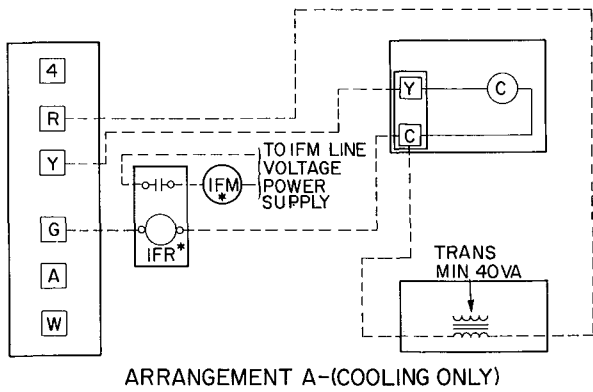 4
R
Y
G
A
W
Y
C
C
TO IFM LINE
VOLTAGE
POWER
SUPPLY
IFM
*
IFR*
TRANS
MIN 40VA
ARRANGEMENT A-(COOLING ONLY)